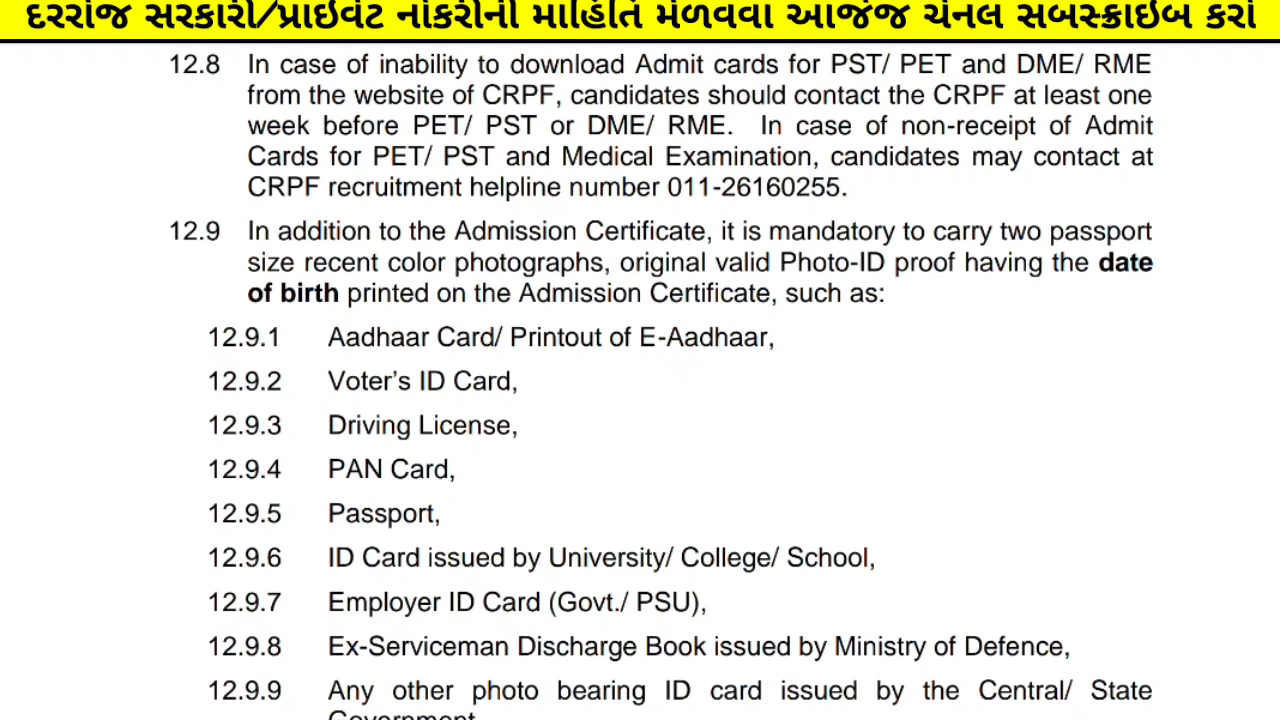 દરરોજ સરકારી/પ્રાઇવેટ નોકરીની માહિતિ મેળવવા આજેજ ચેનલ સબસ્ક્રાઇબ કરો
12.8 In case of inability to download Admit cards for PST/ PET and DME/ RME
from the website of CRPF, candidates should contact the CRPF at least one
week before PET/ PST or DME/ RME. In case of non-receipt of Admit
Cards for PET/ PST and Medical Examination, candidates may contact at
CRPF recruitment helpline number 011-26160255.
12.9 In addition to the Admission Certificate, it is mandatory to carry two passport
size recent color photographs, original valid Photo-ID proof having the date
of birth printed on the Admission Certificate, such as:
12.9.1 Aadhaar Card/ Printout of E-Aadhaar,
12.9.2 Voter’s ID Card,
12.9.3 Driving License,
12.9.4 PAN Card,
12.9.5 Passport,
12.9.6 ID Card issued by University/ College/ School,
12.9.7 Employer ID Card (Govt./ PSU),
12.9.8 Ex-Serviceman Discharge Book issued by Ministry of Defence,
12.9.9 Any other photo bearing ID card issued by the Central/ State
Government